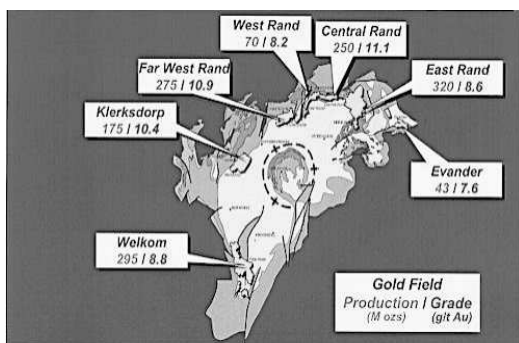 West Rand
70 / 8.2
Central Rand
250 / 11.1
Far West Rand
275 / 10.9
East Rand
320 / 8.6
Klerksdorp
175 / 10.4
Evander
43 / 7.6
Welkom
295 / 8.8
Gold Field
Production / Grade
(M ozs) (g/t Au)